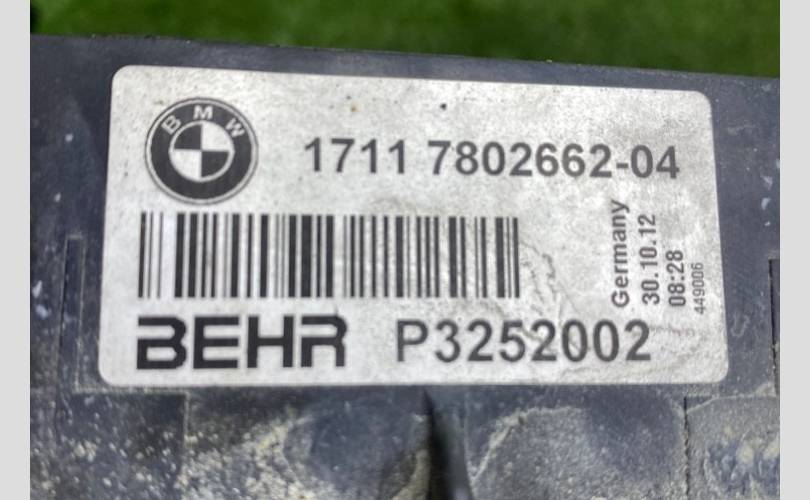 BMW
1711 7802662-04
Germany
30.10.12
08:28
449006
BEHR P3252002